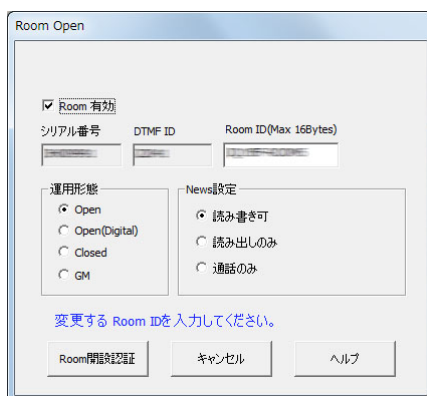 Room Open
Room 有効
シリアル番号 DTMF ID Room ID(Max 16Bytes)
運用形態 News設定
Open
Open(Digital)
Closed
GM
読み書き可
読み出しのみ
通話のみ
変更する Room IDを入力してください。
Room開設認証 キャンセル ヘルプ